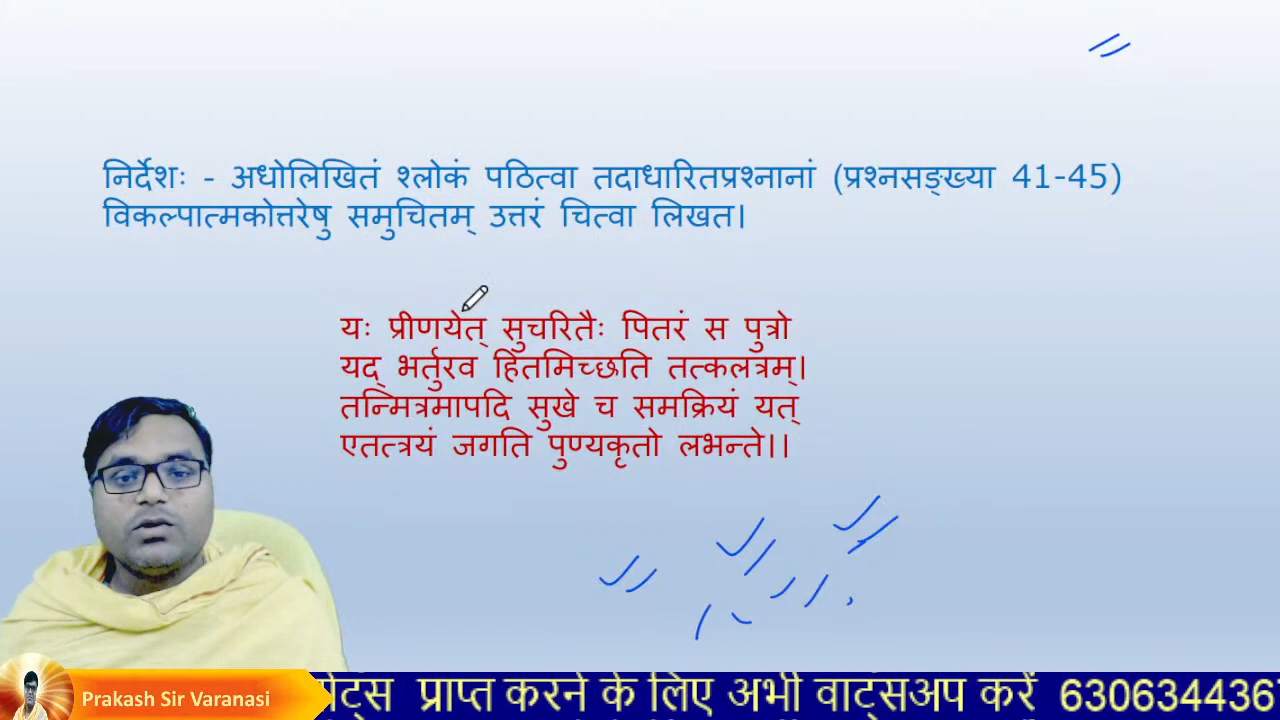 निर्देशः - अधोलिखितं श्लोकं पठित्वा तदाधारितप्रश्नानां (प्रश्नसङ्ख्या 41-45)
विकल्पात्मकोत्तरेषु समुचितम् उत्तरं चित्वा लिखत।
यः प्रीणयेत् सुचरितैः पितरं स पुत्रो
यद् भर्तुरव हितमिच्छति तत्कलत्रम्।
तन्मित्रमापदि सुखे च समक्रियं यत्
एतत्त्रयं जगति पुण्यकृतो लभन्ते।।
Prakash Sir Varanasi
प्राप्त करने के लिए अभी वाट्सअप करें 630634436